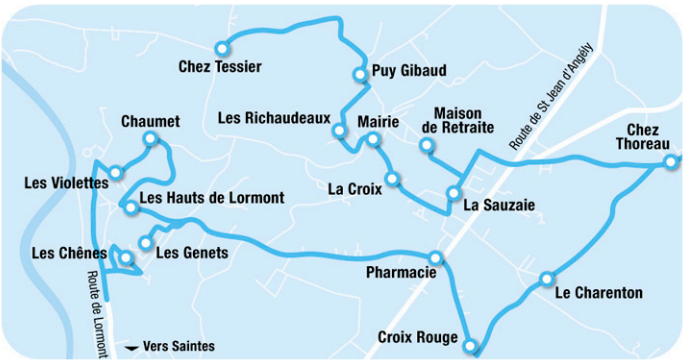 Chez Tessier
Puy Gibaud
Les Richaudeaux
Mairie
Maison
de Retraite
Route de St Jean d'Angély
Chez
Thoreau
Chaumet
Les Violettes
Les Hauts de Lormont
La Croix
La Sauzaie
Les Chênes
Les Genets
Pharmacie
Le Charenton
Route de Lormont
Croix Rouge
Vers Saintes